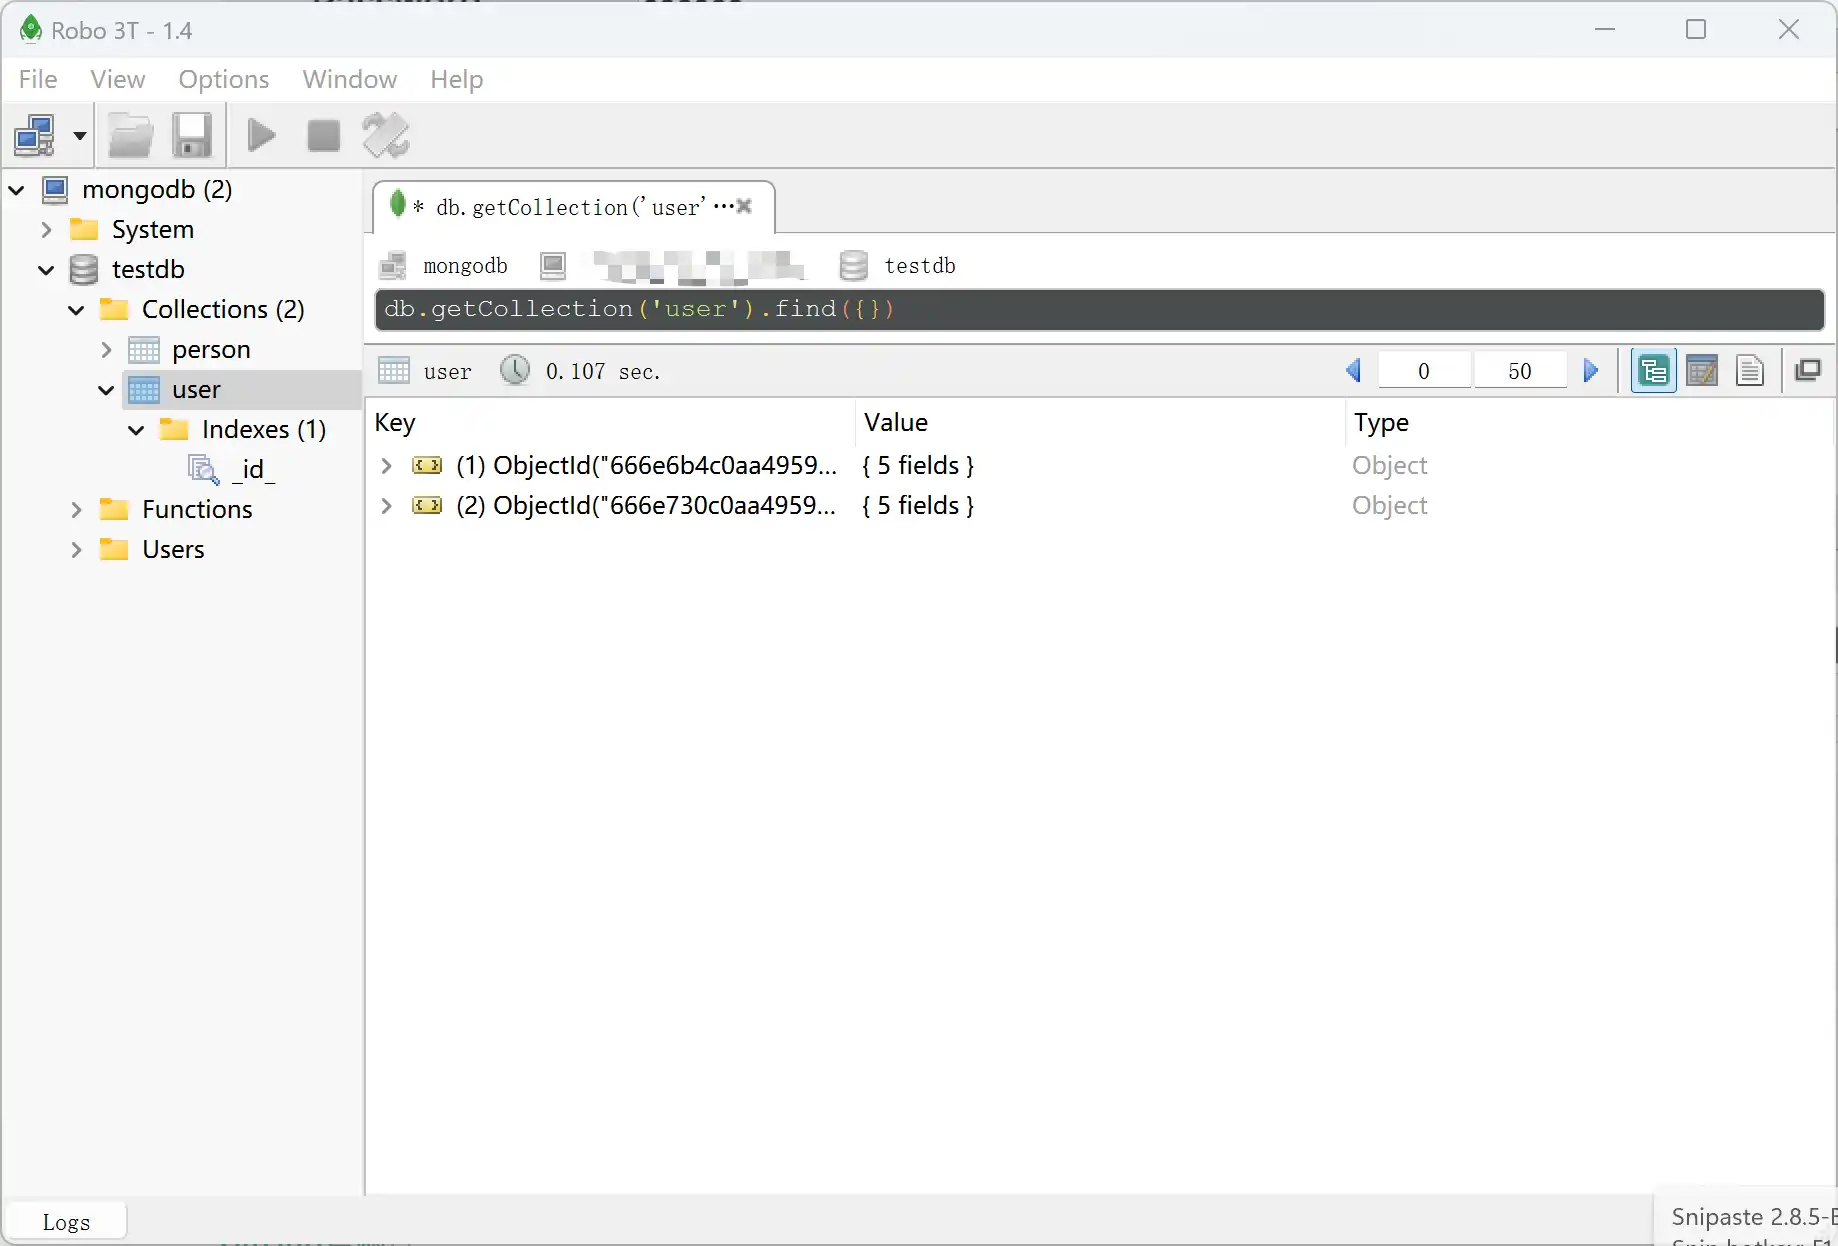 Robo 3T - 1.4
File View Options Window Help
mongodb (2)
System
testdb
Collections (2)
person
user
Indexes (1)
_id_
Functions
Users
* db.getCollection('user'···
mongodb testdb
db.getCollection('user').find({})
user 0.107 sec. 0 50
Key Value Type
(1) ObjectId("666e6b4c0aa4959... { 5 fields } Object
(2) ObjectId("666e730c0aa4959... { 5 fields } Object
Logs
Snipaste 2.8.5-